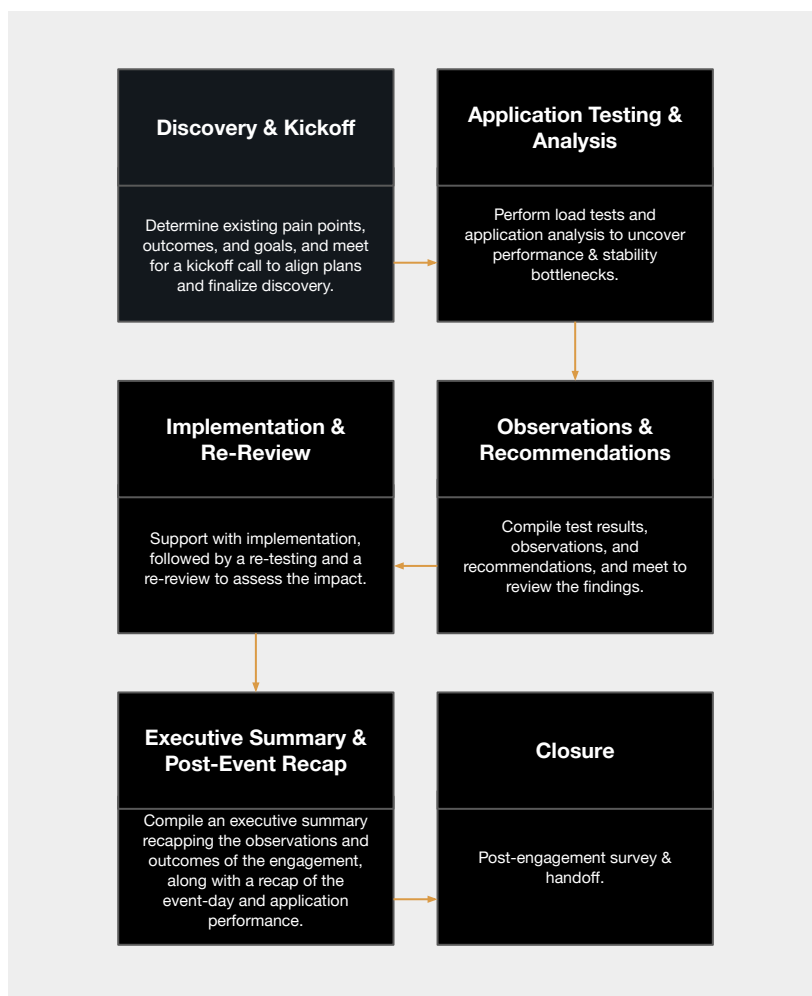 Discovery & Kickoff
Determine existing pain points,
outcomes, and goals, and meet
for a kickoff call to align plans
and finalize discovery.
Application Testing &
Analysis
Perform load tests and
application analysis to uncover
performance & stability
bottlenecks.
Observations &
Recommendations
Compile test results,
observations, and
recommendations, and meet to
review the findings.
Implementation &
Re-Review
Support with implementation,
followed by a re-testing and a
re-review to assess the impact.
Executive Summary &
Post-Event Recap
Compile an executive summary
recapping the observations and
outcomes of the engagement,
along with a recap of the
event-day and application
performance.
Closure
Post-engagement survey &
handoff.